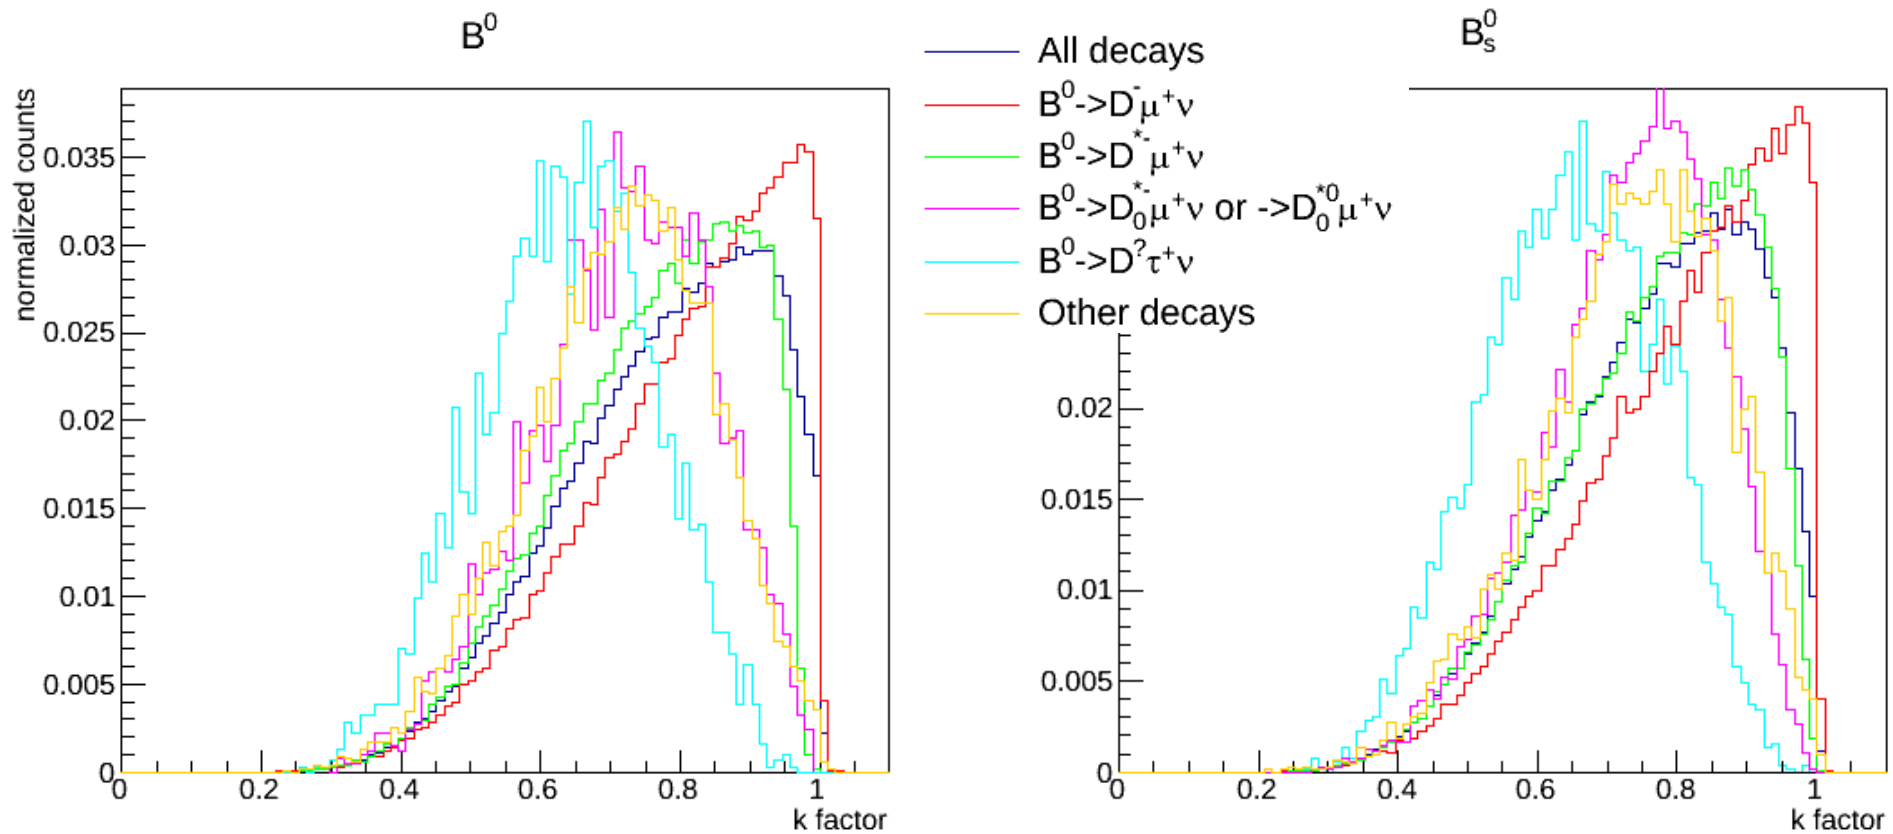 B⁰
normalized counts
0.035
0.03
0.025
0.02
0.015
0.01
0.005
0
0 0.2 0.4 0.6 0.8 1
k factor
All decays
B⁰->D⁻μ⁺ν
B⁰->D*⁻μ⁺ν
B⁰->D₀*⁻μ⁺ν or ->D₀*⁰μ⁺ν
B⁰->D?τ⁺ν
Other decays
B⁰ₛ
0.02
0.015
0.01
0.005
0
0 0.2 0.4 0.6 0.8 1
k factor